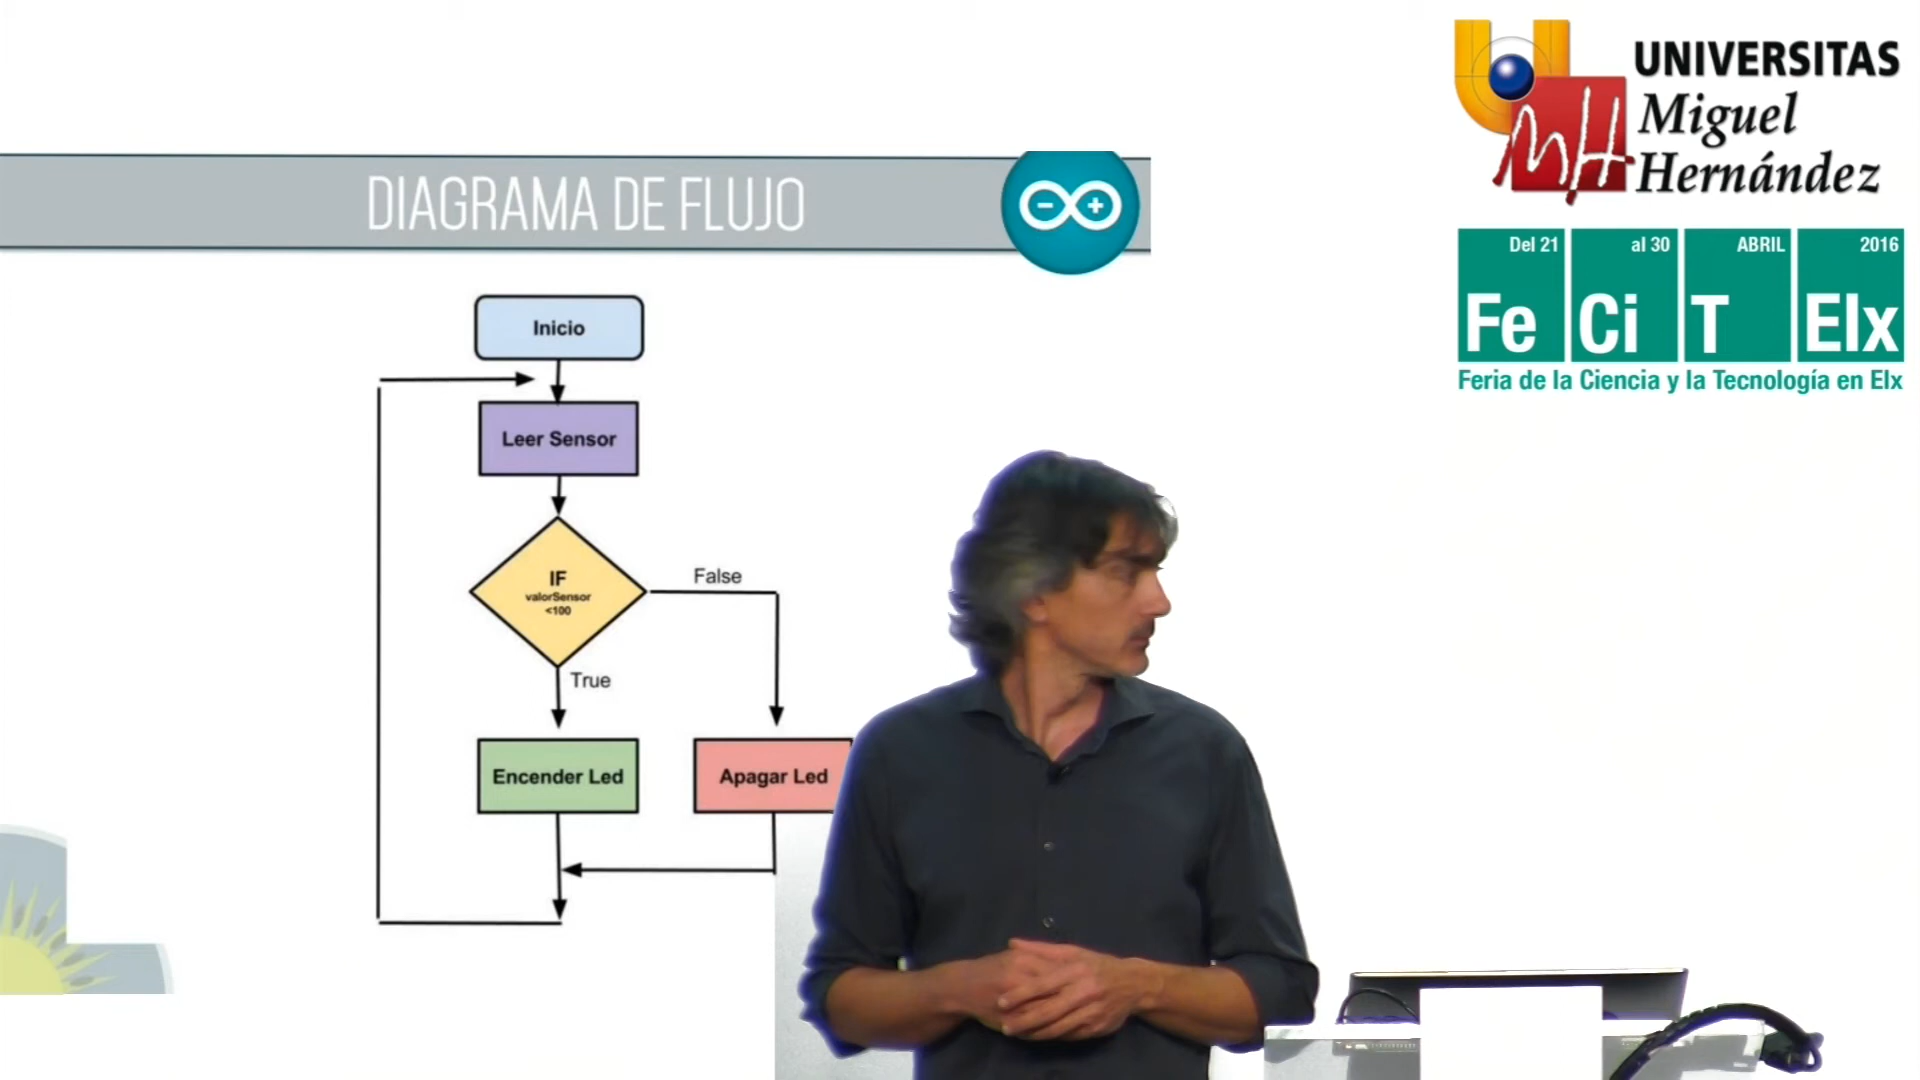 UNIVERSITAS
Miguel
Hernández
DIAGRAMA DE FLUJO
Del 21 al 30 ABRIL 2016
Fe Ci T Elx
Feria de la Ciencia y la Tecnología en Elx
Inicio
Leer Sensor
IF
valorSensor
<100
False
True
Encender Led
Apagar Led